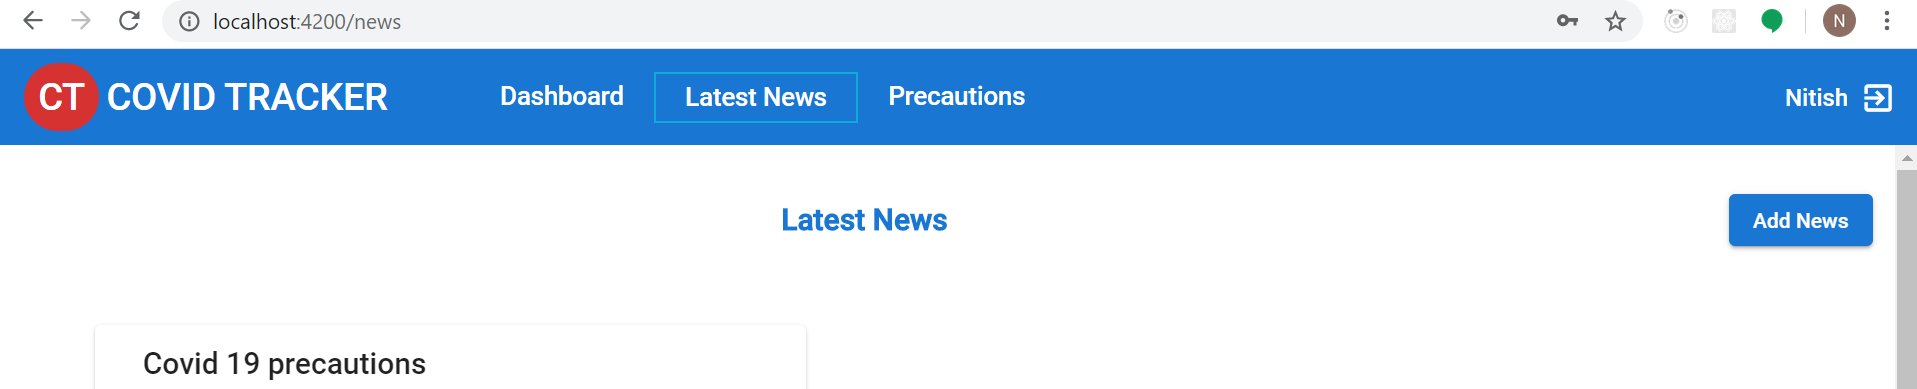 localhost:4200/news
N
CT COVID TRACKER Dashboard Latest News Precautions Nitish
Latest News Add News
Covid 19 precautions